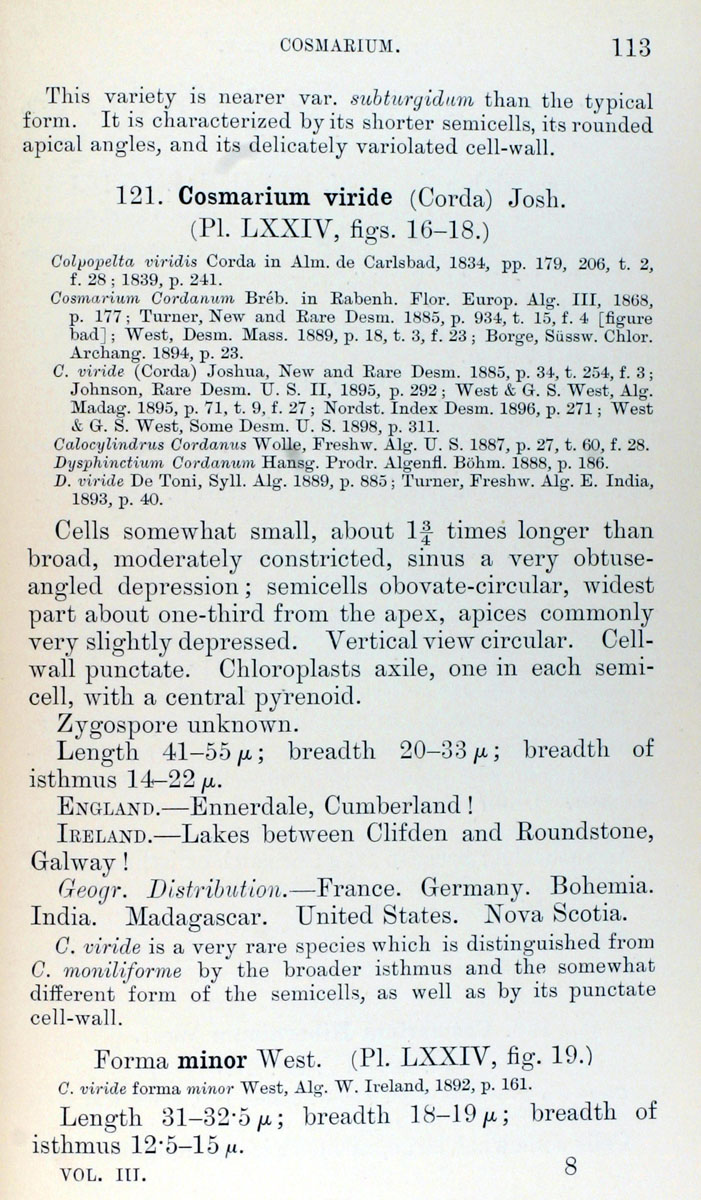 COSMARIUM. 113
This variety is nearer var. subturgidum than the typical
form. It is characterized by its shorter semicells, its rounded
apical angles, and its delicately variolated cell-wall.
121. Cosmarium viride (Corda) Josh.
(Pl. LXXIV, figs. 16–18.)
Colpopelta viridis Corda in Alm. de Carlsbad, 1834, pp. 179, 206, t. 2,
f. 28; 1839, p. 241.
Cosmarium Cordanum Bréb. in Rabenh. Flor. Europ. Alg. III, 1868,
p. 177; Turner, New and Rare Desm. 1885, p. 934, t. 15, f. 4 [figure
bad]; West, Desm. Mass. 1889, p. 18, t. 3, f. 23; Borge, Süssw. Chlor.
Archang. 1894, p. 23.
C. viride (Corda) Joshua, New and Rare Desm. 1885, p. 34, t. 254, f. 3;
Johnson, Rare Desm. U. S. II, 1895, p. 292; West & G. S. West, Alg.
Madag. 1895, p. 71, t. 9, f. 27; Nordst. Index Desm. 1896, p. 271; West
& G. S. West, Some Desm. U. S. 1898, p. 311.
Calocylindrus Cordanus Wolle, Freshw. Alg. U. S. 1887, p. 27, t. 60, f. 28.
Dysphinctium Cordanum Hansg. Prodr. Algenfl. Böhm. 1888, p. 186.
D. viride De Toni, Syll. Alg. 1889, p. 885; Turner, Freshw. Alg. E. India,
1893, p. 40.
Cells somewhat small, about 1¾ times longer than
broad, moderately constricted, sinus a very obtuse-
angled depression; semicells obovate-circular, widest
part about one-third from the apex, apices commonly
very slightly depressed. Vertical view circular. Cell-
wall punctate. Chloroplasts axile, one in each semi-
cell, with a central pyrenoid.
Zygospore unknown.
Length 41–55 μ; breadth 20–33 μ; breadth of
isthmus 14–22 μ.
ENGLAND.—Ennerdale, Cumberland!
IRELAND.—Lakes between Clifden and Roundstone,
Galway!
Geogr. Distribution.—France. Germany. Bohemia.
India. Madagascar. United States. Nova Scotia.
C. viride is a very rare species which is distinguished from
C. moniliforme by the broader isthmus and the somewhat
different form of the semicells, as well as by its punctate
cell-wall.
Forma minor West. (Pl. LXXIV, fig. 19.)
C. viride forma minor West, Alg. W. Ireland, 1892, p. 161.
Length 31–32·5 μ; breadth 18–19 μ; breadth of
isthmus 12·5–15 μ.
VOL. III. 8